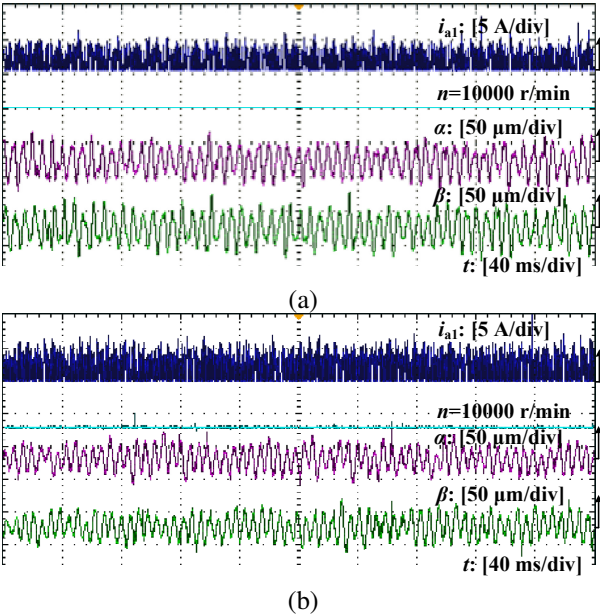 i_a1: [5 A/div]
n=10000 r/min
α: [50 µm/div]
β: [50 µm/div]
t: [40 ms/div]
(a)
i_a1: [5 A/div]
n=10000 r/min
α: [50 µm/div]
β: [50 µm/div]
t: [40 ms/div]
(b)